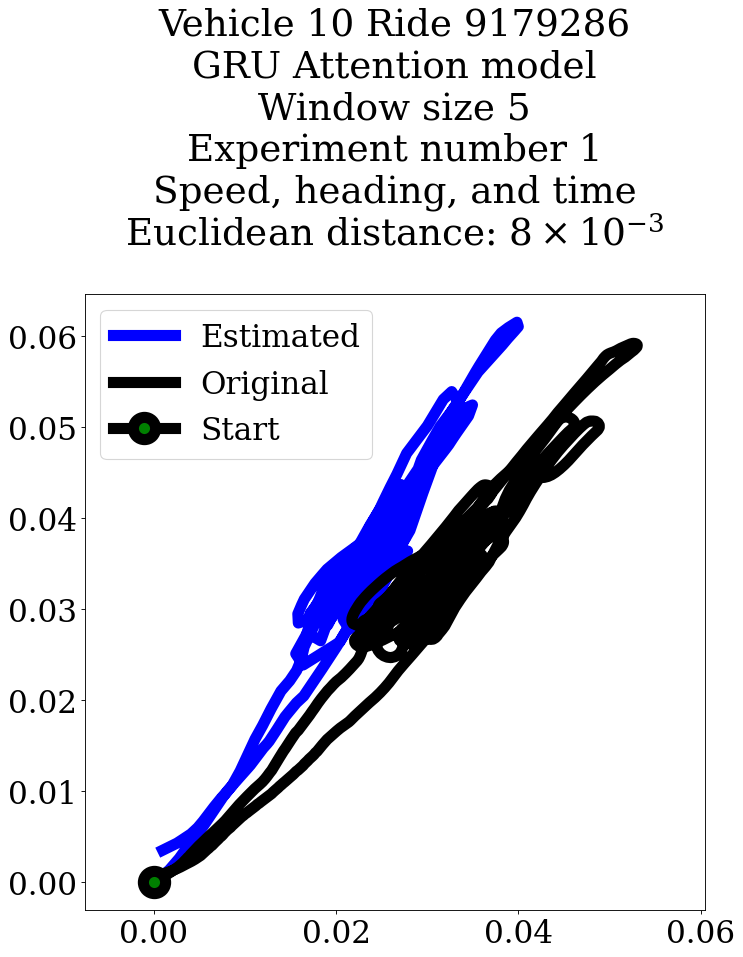 Vehicle 10 Ride 9179286
GRU Attention model
Window size 5
Experiment number 1
Speed, heading, and time
Euclidean distance: $8 \times 10^{-3}$
Estimated
Original
Start
0.06
0.05
0.04
0.03
0.02
0.01
0.00
0.00 0.02 0.04 0.06